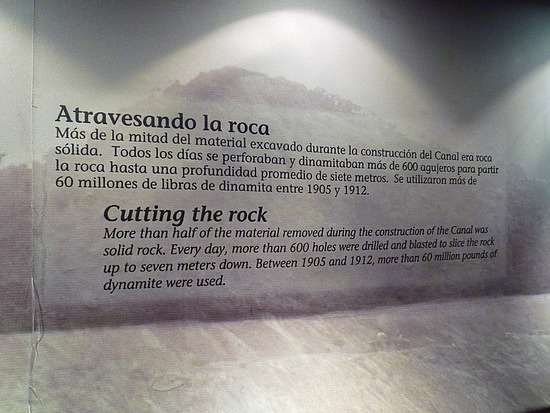 Atravesando la roca
Más de la mitad del material excavado durante la construcción del Canal era roca
sólida. Todos los días se perforaban y dinamitaban más de 600 agujeros para partir
la roca hasta una profundidad promedio de siete metros. Se utilizaron más de
60 millones de libras de dinamita entre 1905 y 1912.
Cutting the rock
More than half of the material removed during the construction of the Canal was
solid rock. Every day, more than 600 holes were drilled and blasted to slice the rock
up to seven meters down. Between 1905 and 1912, more than 60 million pounds of
dynamite were used.